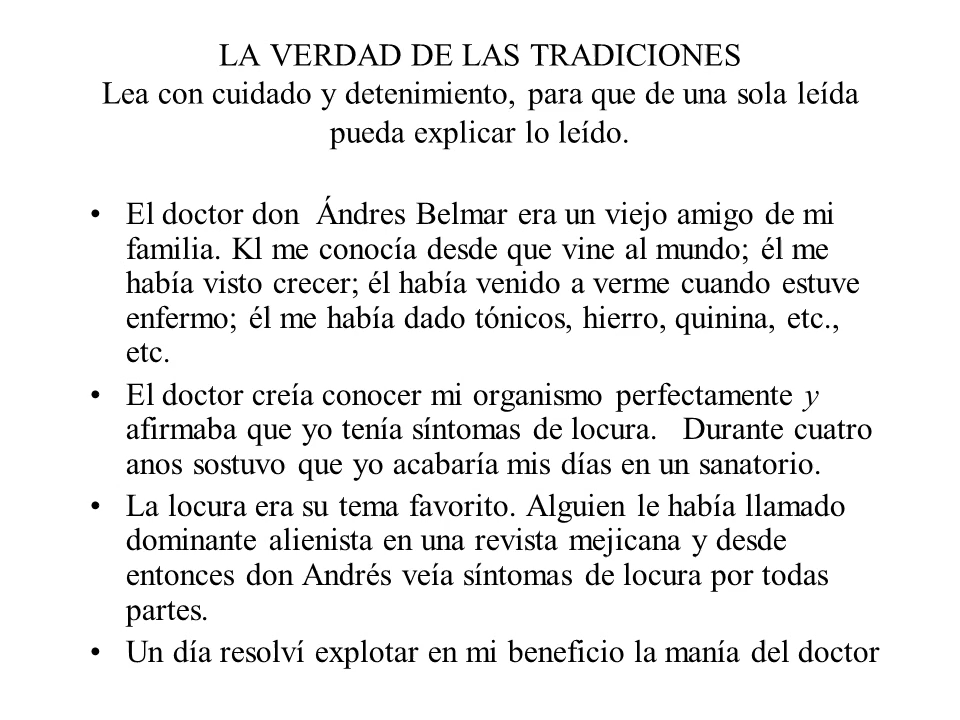 LA VERDAD DE LAS TRADICIONES
Lea con cuidado y detenimiento, para que de una sola leída
pueda explicar lo leído.
• El doctor don  Ándres Belmar era un viejo amigo de mi
familia. Kl me conocía desde que vine al mundo; él me
había visto crecer; él había venido a verme cuando estuve
enfermo; él me había dado tónicos, hierro, quinina, etc.,
etc.
• El doctor creía conocer mi organismo perfectamente y
afirmaba que yo tenía síntomas de locura.   Durante cuatro
anos sostuvo que yo acabaría mis días en un sanatorio.
• La locura era su tema favorito. Alguien le había llamado
dominante alienista en una revista mejicana y desde
entonces don Andrés veía síntomas de locura por todas
partes.
• Un día resolví explotar en mi beneficio la manía del doctor